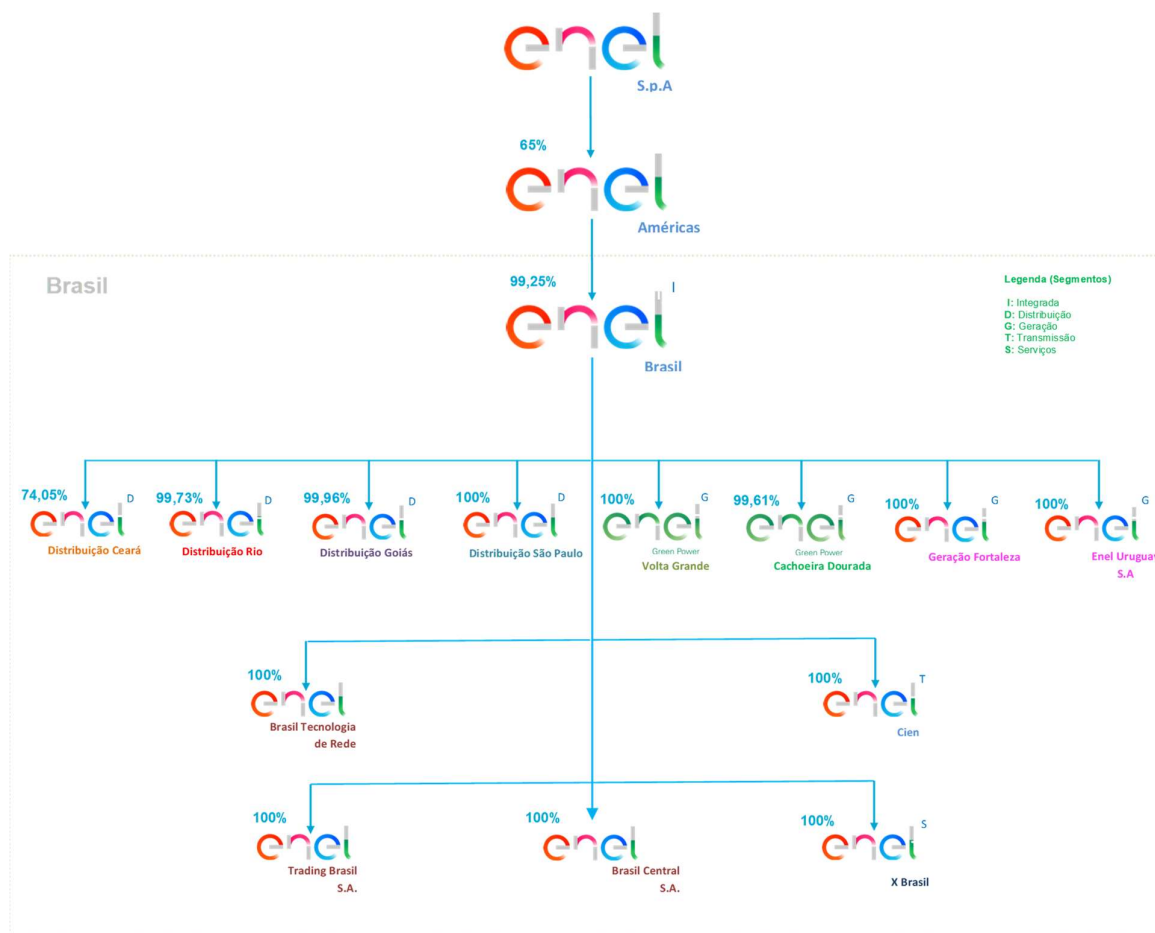 enel
S.p.A
65%
enel
Américas
Brasil
99,25%
I
enel
Brasil
Legenda (Segmentos)
I: Integrada
D: Distribuição
G: Geração
T: Transmissão
S: Serviços
74,05%
D
enel
Distribuição Ceará
99,73%
D
enel
Distribuição Rio
99,96%
D
enel
Distribuição Goiás
100%
D
enel
Distribuição São Paulo
100%
G
enel
Green Power
Volta Grande
99,61%
G
enel
Green Power
Cachoeira Dourada
100%
G
enel
Geração Fortaleza
100%
G
enel
Enel Urugua
S.A
100%
enel
Brasil Tecnologia
de Rede
100%
T
enel
Cien
100%
enel
Trading Brasil
S.A.
100%
enel
Brasil Central
S.A.
100%
S
enel
X Brasil